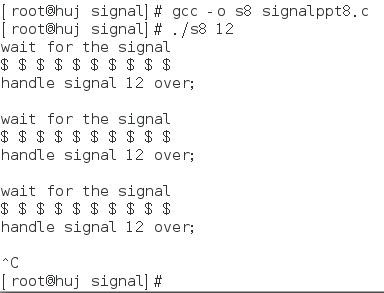 [root@huj signal]# gcc -o s8 signalppt8.c
[root@huj signal]# ./s8 12
wait for the signal
$ $ $ $ $ $ $ $ $ $
handle signal 12 over;

wait for the signal
$ $ $ $ $ $ $ $ $ $
handle signal 12 over;

wait for the signal
$ $ $ $ $ $ $ $ $ $
handle signal 12 over;

^C
[root@huj signal]#